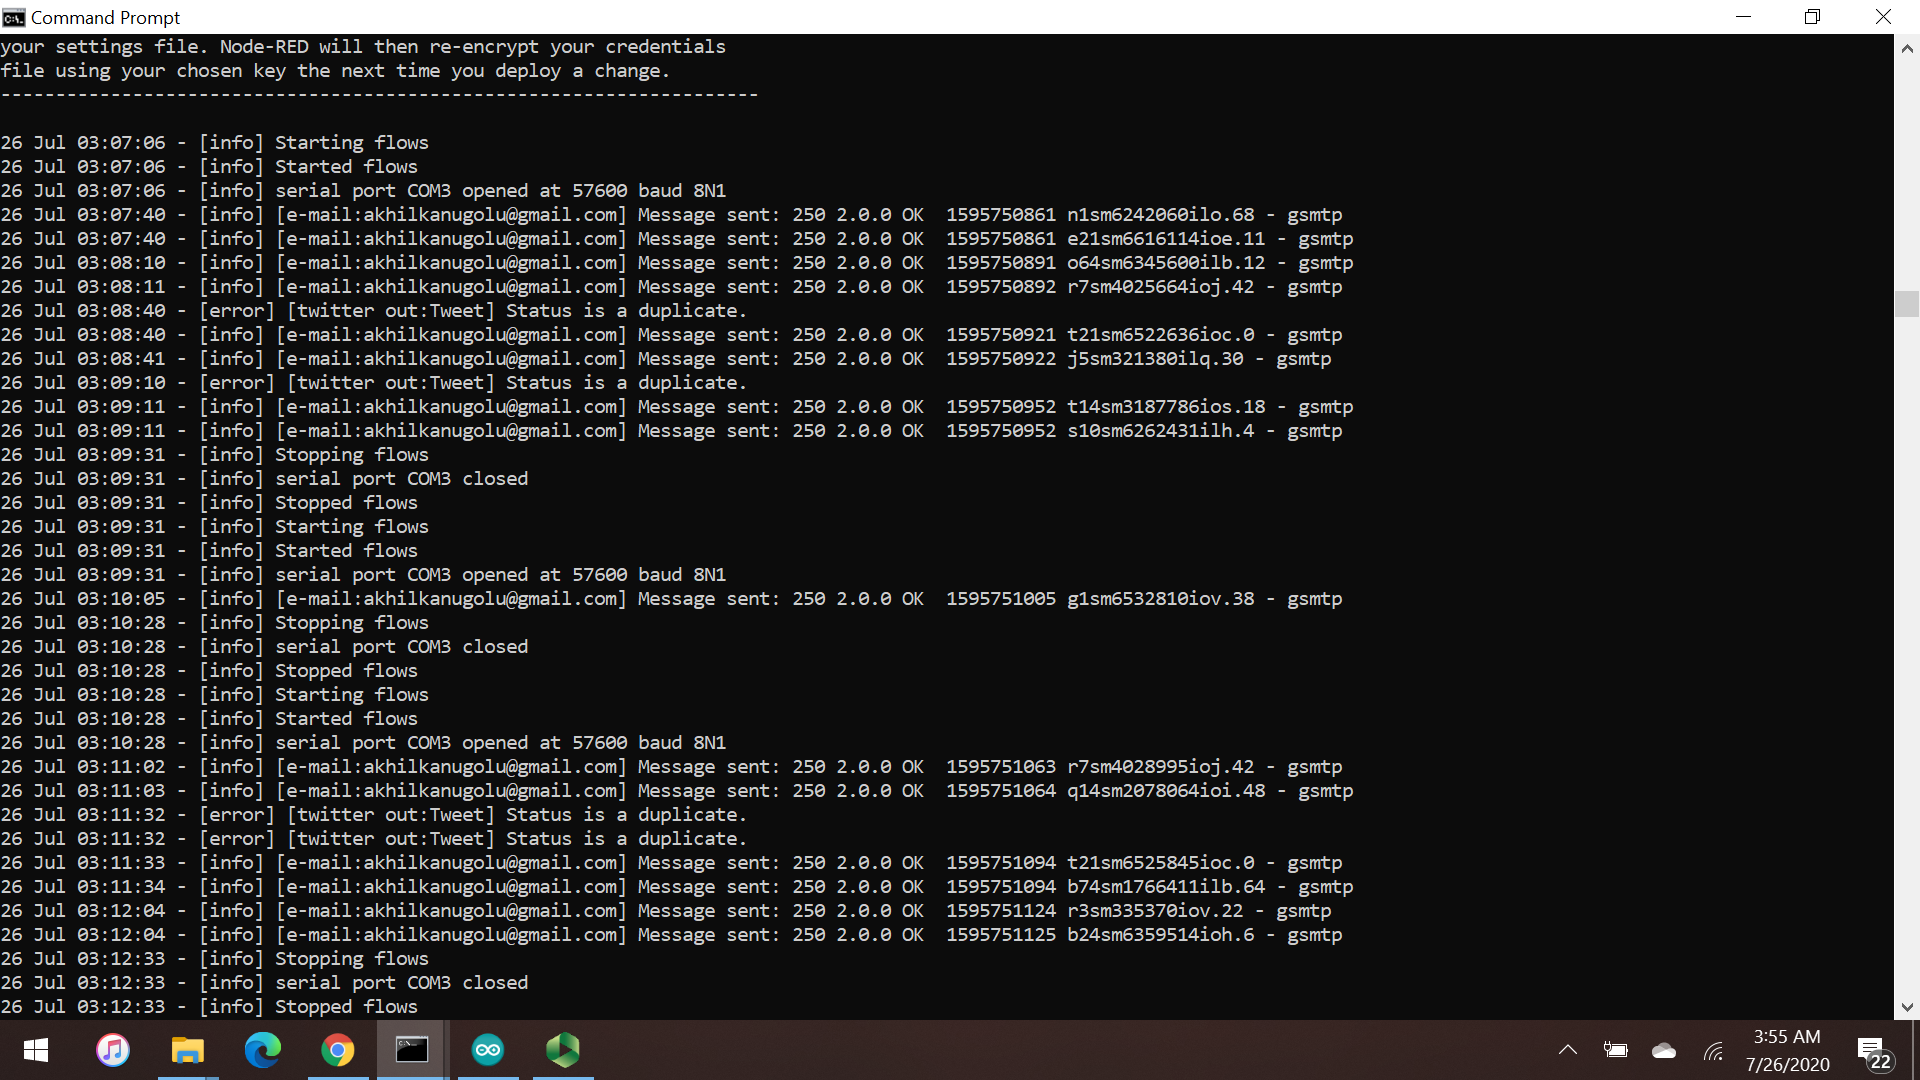 Command Prompt
your settings file. Node-RED will then re-encrypt your credentials
file using your chosen key the next time you deploy a change.
---------------------------------------------------------------------
26 Jul 03:07:06 - [info] Starting flows
26 Jul 03:07:06 - [info] Started flows
26 Jul 03:07:06 - [info] serial port COM3 opened at 57600 baud 8N1
26 Jul 03:07:40 - [info] [e-mail:akhilkanugolu@gmail.com] Message sent: 250 2.0.0 OK  1595750861 n1sm6242060ilo.68 - gsmtp
26 Jul 03:07:40 - [info] [e-mail:akhilkanugolu@gmail.com] Message sent: 250 2.0.0 OK  1595750861 e21sm6616114ioe.11 - gsmtp
26 Jul 03:08:10 - [info] [e-mail:akhilkanugolu@gmail.com] Message sent: 250 2.0.0 OK  1595750891 o64sm6345600ilb.12 - gsmtp
26 Jul 03:08:11 - [info] [e-mail:akhilkanugolu@gmail.com] Message sent: 250 2.0.0 OK  1595750892 r7sm4025664ioj.42 - gsmtp
26 Jul 03:08:40 - [error] [twitter out:Tweet] Status is a duplicate.
26 Jul 03:08:40 - [info] [e-mail:akhilkanugolu@gmail.com] Message sent: 250 2.0.0 OK  1595750921 t21sm6522636ioc.0 - gsmtp
26 Jul 03:08:41 - [info] [e-mail:akhilkanugolu@gmail.com] Message sent: 250 2.0.0 OK  1595750922 j5sm321380ilq.30 - gsmtp
26 Jul 03:09:10 - [error] [twitter out:Tweet] Status is a duplicate.
26 Jul 03:09:11 - [info] [e-mail:akhilkanugolu@gmail.com] Message sent: 250 2.0.0 OK  1595750952 t14sm3187786ios.18 - gsmtp
26 Jul 03:09:11 - [info] [e-mail:akhilkanugolu@gmail.com] Message sent: 250 2.0.0 OK  1595750952 s10sm6262431ilh.4 - gsmtp
26 Jul 03:09:31 - [info] Stopping flows
26 Jul 03:09:31 - [info] serial port COM3 closed
26 Jul 03:09:31 - [info] Stopped flows
26 Jul 03:09:31 - [info] Starting flows
26 Jul 03:09:31 - [info] Started flows
26 Jul 03:09:31 - [info] serial port COM3 opened at 57600 baud 8N1
26 Jul 03:10:05 - [info] [e-mail:akhilkanugolu@gmail.com] Message sent: 250 2.0.0 OK  1595751005 g1sm6532810iov.38 - gsmtp
26 Jul 03:10:28 - [info] Stopping flows
26 Jul 03:10:28 - [info] serial port COM3 closed
26 Jul 03:10:28 - [info] Stopped flows
26 Jul 03:10:28 - [info] Starting flows
26 Jul 03:10:28 - [info] Started flows
26 Jul 03:10:28 - [info] serial port COM3 opened at 57600 baud 8N1
26 Jul 03:11:02 - [info] [e-mail:akhilkanugolu@gmail.com] Message sent: 250 2.0.0 OK  1595751063 r7sm4028995ioj.42 - gsmtp
26 Jul 03:11:03 - [info] [e-mail:akhilkanugolu@gmail.com] Message sent: 250 2.0.0 OK  1595751064 q14sm2078064ioi.48 - gsmtp
26 Jul 03:11:32 - [error] [twitter out:Tweet] Status is a duplicate.
26 Jul 03:11:32 - [error] [twitter out:Tweet] Status is a duplicate.
26 Jul 03:11:33 - [info] [e-mail:akhilkanugolu@gmail.com] Message sent: 250 2.0.0 OK  1595751094 t21sm6525845ioc.0 - gsmtp
26 Jul 03:11:34 - [info] [e-mail:akhilkanugolu@gmail.com] Message sent: 250 2.0.0 OK  1595751094 b74sm1766411ilb.64 - gsmtp
26 Jul 03:12:04 - [info] [e-mail:akhilkanugolu@gmail.com] Message sent: 250 2.0.0 OK  1595751124 r3sm335370iov.22 - gsmtp
26 Jul 03:12:04 - [info] [e-mail:akhilkanugolu@gmail.com] Message sent: 250 2.0.0 OK  1595751125 b24sm6359514ioh.6 - gsmtp
26 Jul 03:12:33 - [info] Stopping flows
26 Jul 03:12:33 - [info] serial port COM3 closed
26 Jul 03:12:33 - [info] Stopped flows
3:55 AM
7/26/2020
22